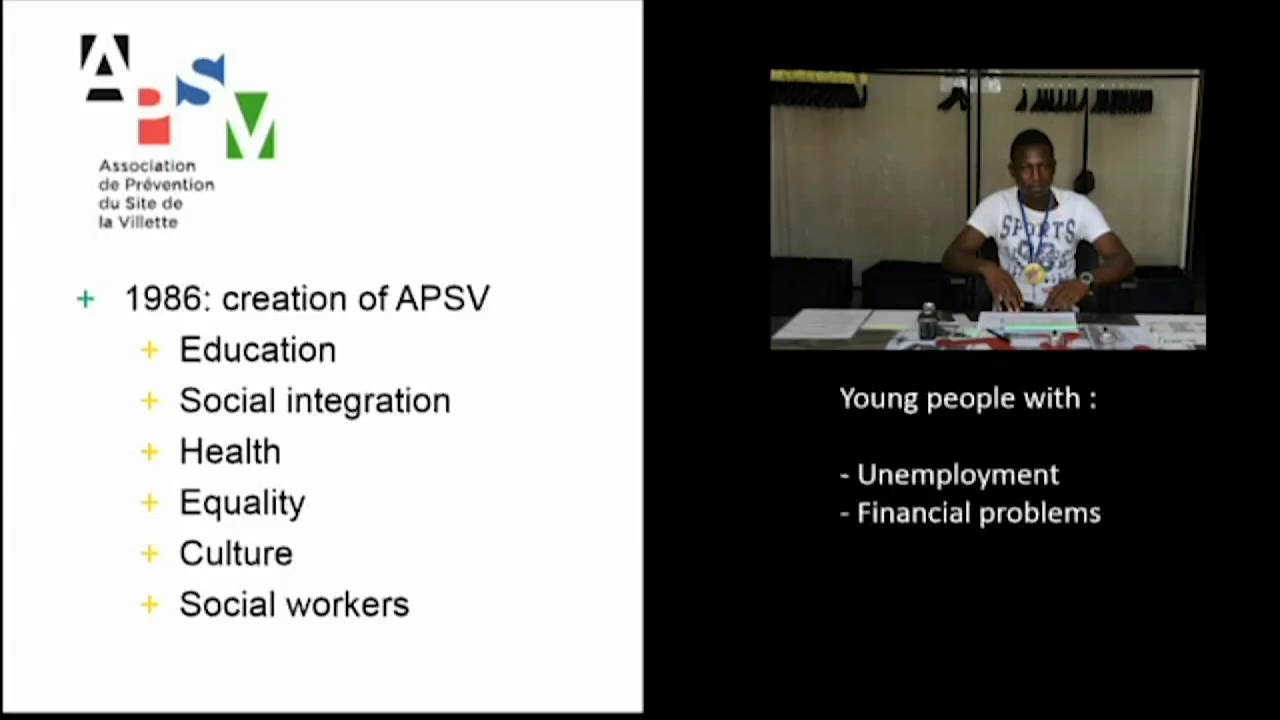 APSV
Association
de Prévention
du Site de
la Villette
+ 1986: creation of APSV
+ Education
+ Social integration
+ Health
+ Equality
+ Culture
+ Social workers
SPORTS
Young people with :
- Unemployment
- Financial problems